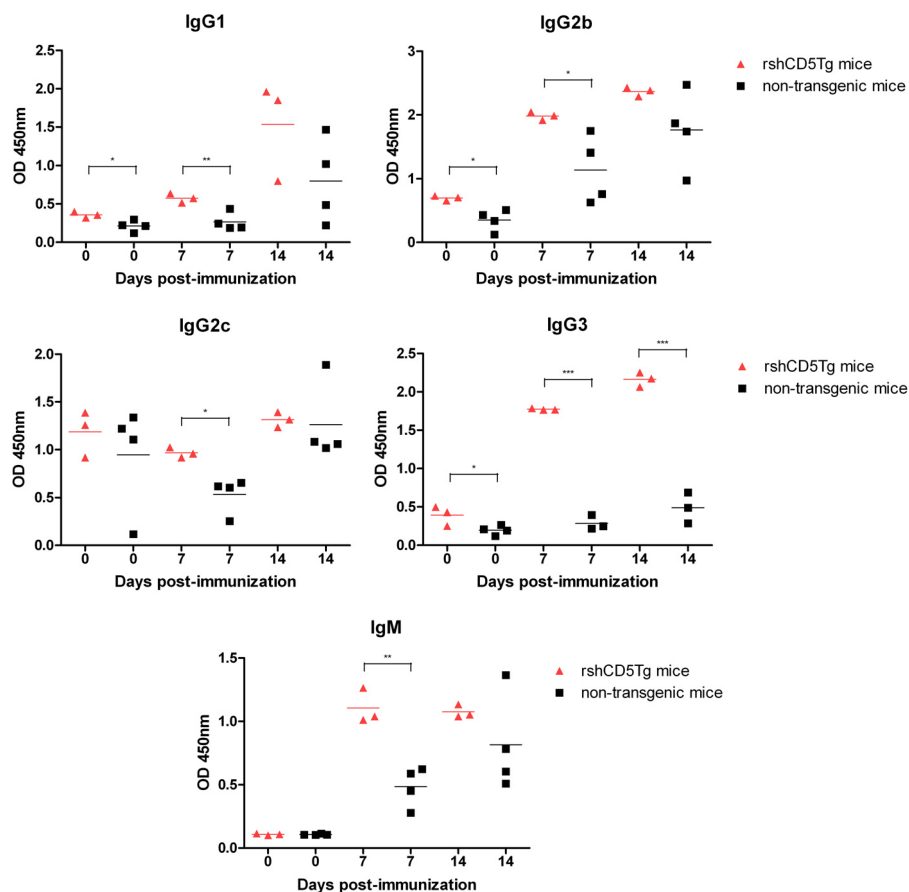 IgG1
OD 450nm
2.5
2.0
1.5
1.0
0.5
0.0
*
**
0 0 7 7 14 14
Days post-immunization
IgG2b
OD 450nm
3
2
1
0
*
*
0 0 7 7 14 14
Days post-immunization
rshCD5Tg mice
non-transgenic mice
IgG2c
OD 450nm
2.0
1.5
1.0
0.5
0.0
*
0 0 7 7 14 14
Days post-immunization
IgG3
OD 450nm
2.5
2.0
1.5
1.0
0.5
0.0
*
***
***
0 0 7 7 14 14
Days post-immunization
rshCD5Tg mice
non-transgenic mice
IgM
OD 450nm
1.5
1.0
0.5
0.0
**
0 0 7 7 14 14
Days post-immunization
rshCD5Tg mice
non-transgenic mice